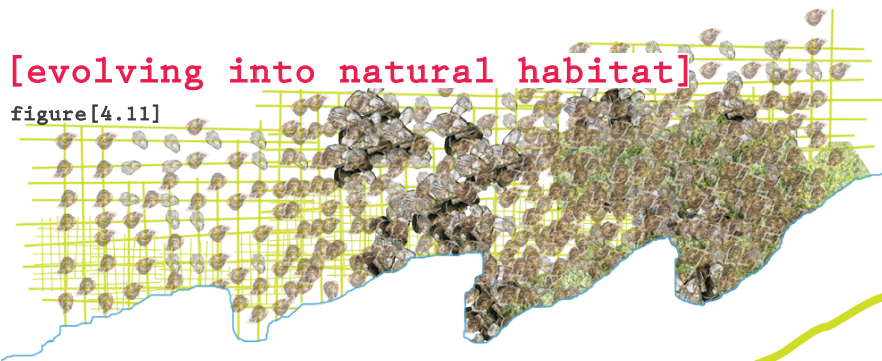 [evolving into natural habitat]
figure[4.11]